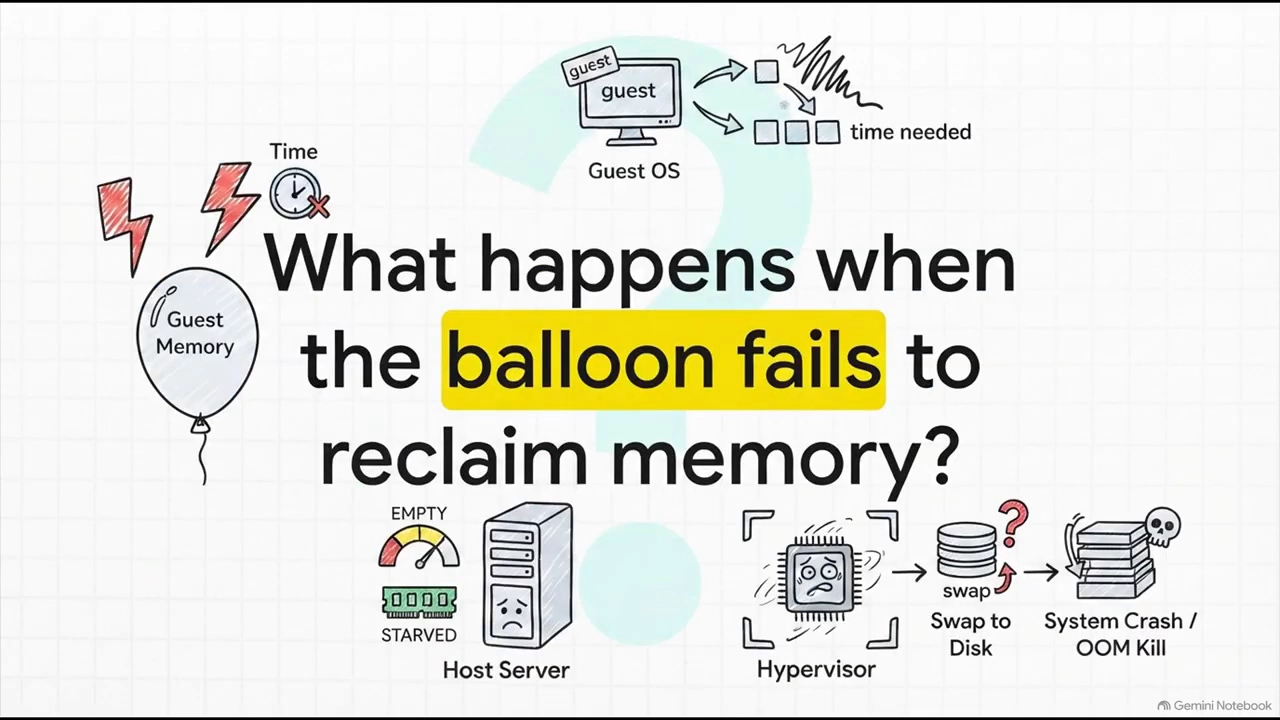 guest
guest
time needed
Guest OS
Time
Guest
Memory
What happens when
the balloon fails to
reclaim memory?
EMPTY
STARVED
Host Server
Hypervisor
swap
Swap to
Disk
System Crash /
OOM Kill
Gemini Notebook